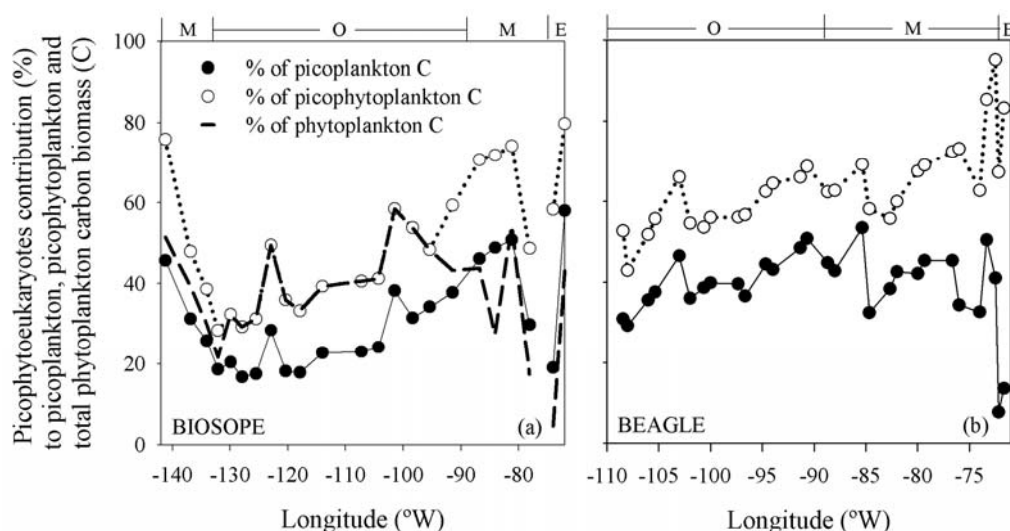 Picophytoeukaryotes contribution (%)
to picoplankton, picophytoplankton and
total phytoplankton carbon biomass (C)
M O M E
100
80
60
40
20
0
% of picoplankton C
% of picophytoplankton C
% of phytoplankton C
BIOSOPE (a)
-140 -130 -120 -110 -100 -90 -80
Longitude (ºW)
O M E
BEAGLE (b)
-110 -105 -100 -95 -90 -85 -80 -75
Longitude (ºW)